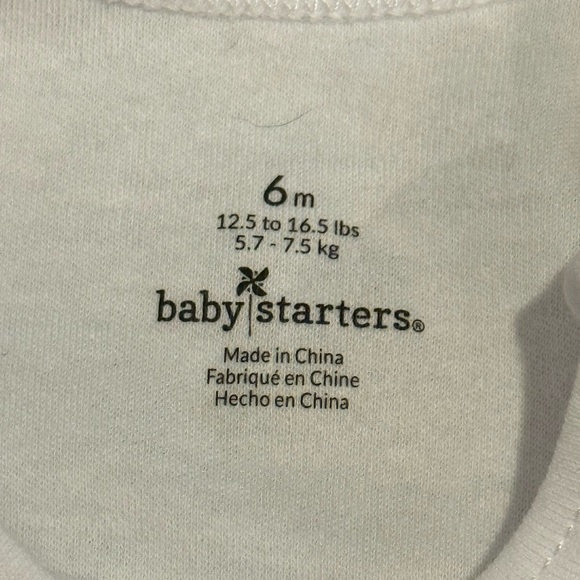 6 m
12.5 to 16.5 lbs
5.7 - 7.5 kg
baby|starters®
Made in China
Fabriqué en Chine
Hecho en China